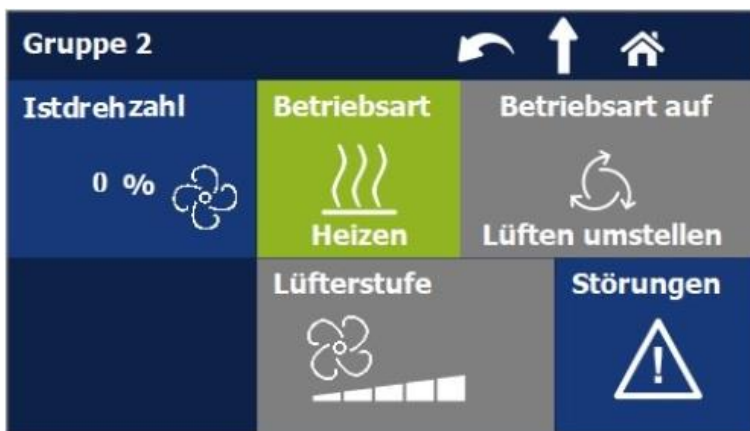 Gruppe 2
Istdrehzahl
0 %
Betriebsart
Heizen
Betriebsart auf
Lüften umstellen
Lüfterstufe
Störungen
!